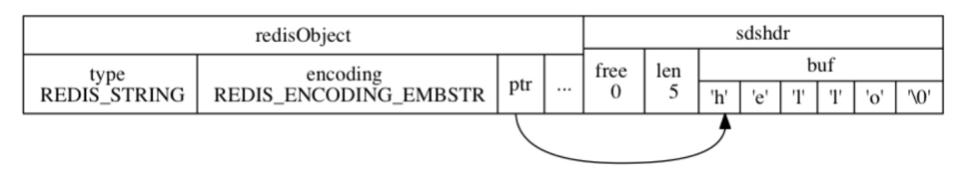 redisObject
sdshdr
type
REDIS_STRING
encoding
REDIS_ENCODING_EMBSTR
ptr
...
free
0
len
5
buf
'h'
'e'
'l'
'l'
'o'
'\0'